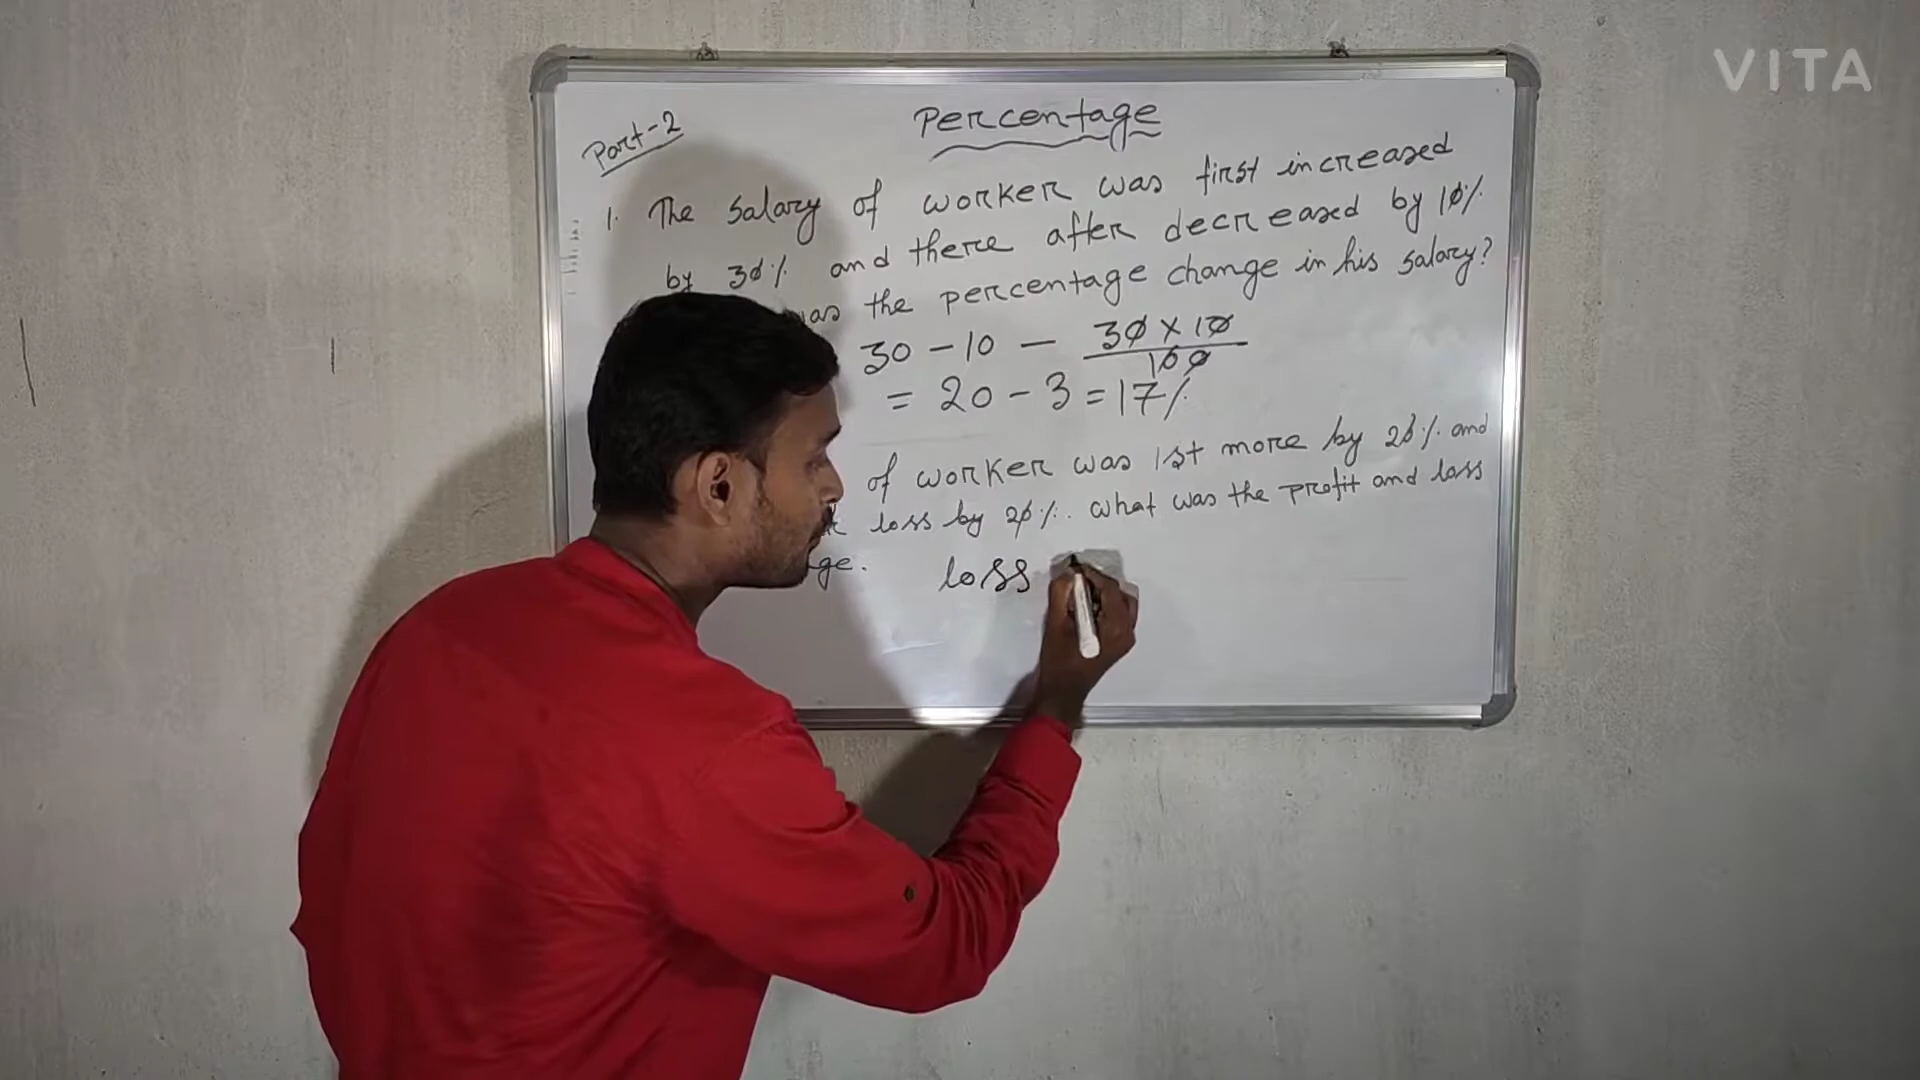 VITA
Part-2
Percentage
1. The salary of worker was first increased
by 30% and there after decreased by 10%
was the percentage change in his salary?
30 - 10 - 30 x 10 / 100
= 20 - 3 = 17%
of worker was 1st more by 20% and
loss by 20%. What was the profit and loss
loss